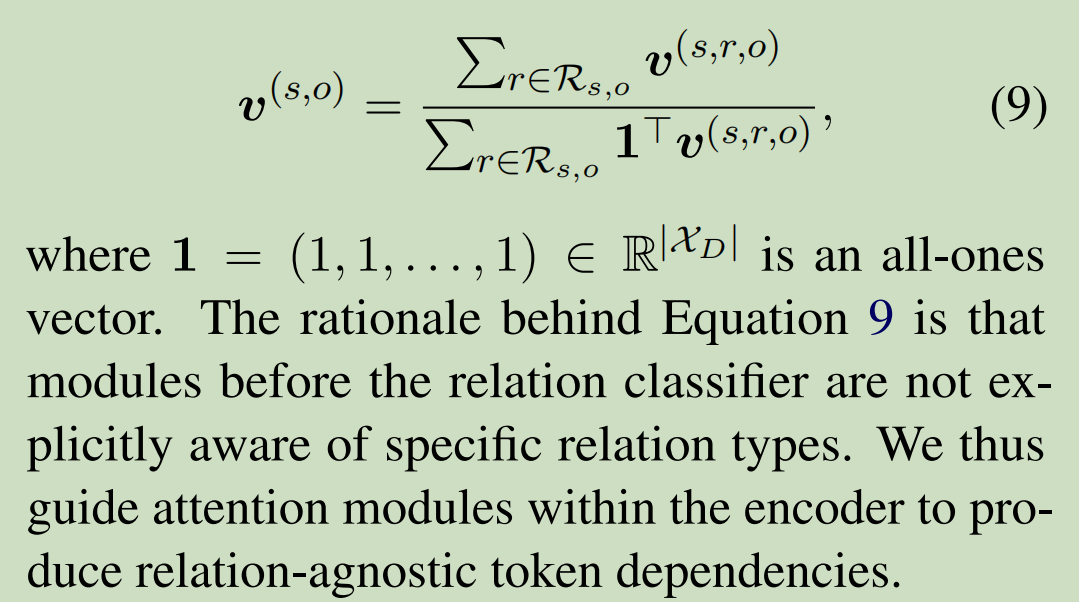 v^{(s,o)} = \frac{\sum_{r \in \mathcal{R}_{s,o}} v^{(s,r,o)}}{\sum_{r \in \mathcal{R}_{s,o}} \mathbf{1}^\top v^{(s,r,o)}}, (9)
where 1 = (1, 1, . . . , 1) ∈ ℝ^{|𝒳_D|} is an all-ones
vector. The rationale behind Equation 9 is that
modules before the relation classifier are not ex-
plicitly aware of specific relation types. We thus
guide attention modules within the encoder to pro-
duce relation-agnostic token dependencies.